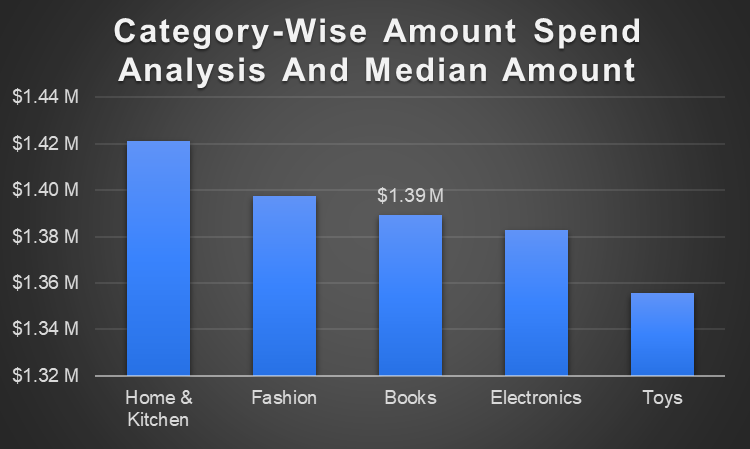 Category-Wise Amount Spend
Analysis And Median Amount
$1.44 M
$1.42 M
$1.40 M
$1.38 M
$1.36 M
$1.34 M
$1.32 M
$1.39 M
Home &
Kitchen
Fashion
Books
Electronics
Toys